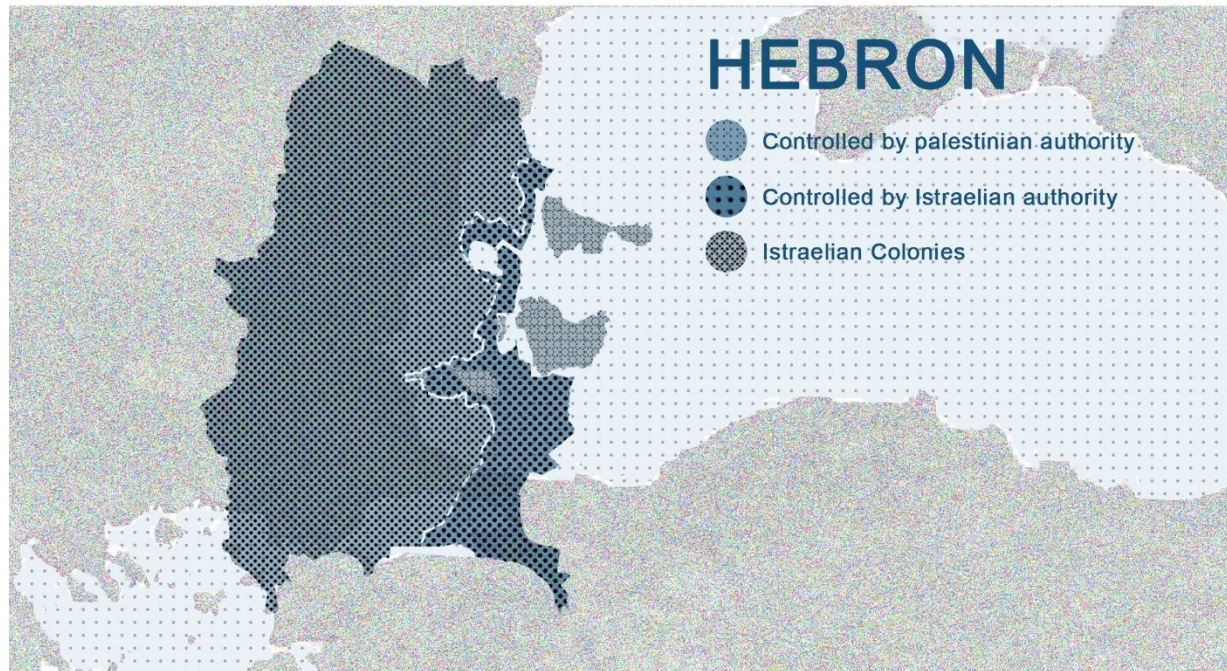 HEBRON
Controlled by palestinian authority
Controlled by Istraelian authority
Istraelian Colonies